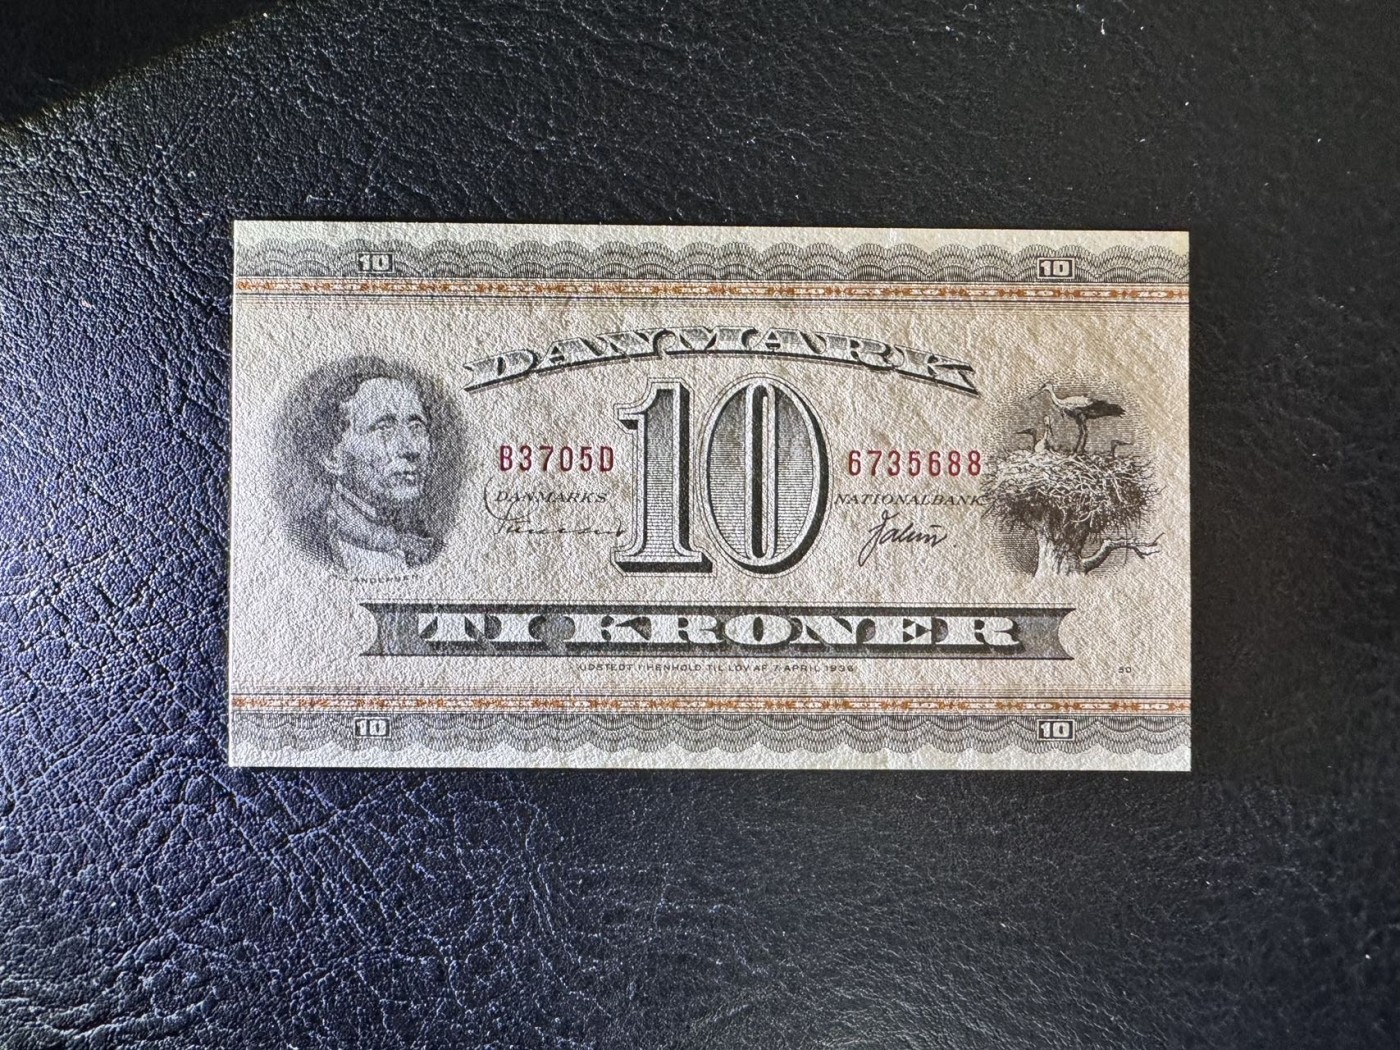 10 10
DANMARK
10
B3705D 6735688
DANMARKS NATIONALBANK
ANDERSEN
TI KRONER
UDSTEDT I HENHOLD TIL LOV AF 7 APRIL 1936
10 10